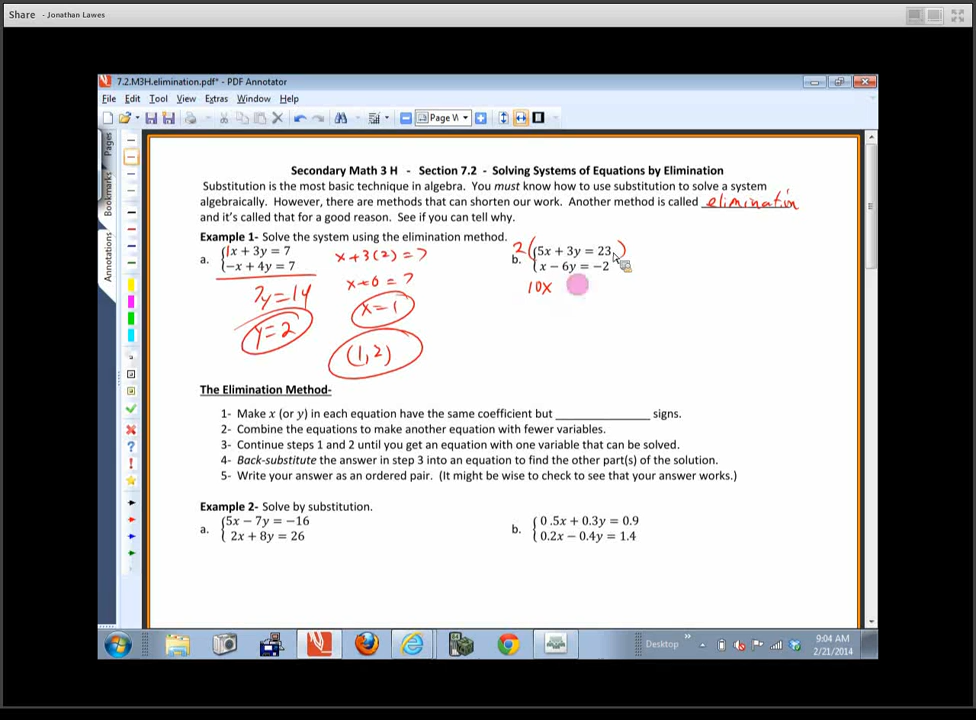 Share - Jonathan Lawes
7.2.M3H.elimination.pdf* - PDF Annotator
File Edit Tool View Extras Window Help
Page W
Pages
Bookmarks
Annotations
Secondary Math 3 H - Section 7.2 - Solving Systems of Equations by Elimination
Substitution is the most basic technique in algebra. You must know how to use substitution to solve a system
algebraically. However, there are methods that can shorten our work. Another method is called elimination
and it's called that for a good reason. See if you can tell why.
Example 1- Solve the system using the elimination method.
a. { 1x + 3y = 7
−x + 4y = 7
7y = 14
y = 2
x + 3(2) = 7
x + 6 = 7
x = 1
(1, 2)
b. 2 ( { 5x + 3y = 23 )
x − 6y = −2
10x
The Elimination Method-
1- Make x (or y) in each equation have the same coefficient but _______________ signs.
2- Combine the equations to make another equation with fewer variables.
3- Continue steps 1 and 2 until you get an equation with one variable that can be solved.
4- Back-substitute the answer in step 3 into an equation to find the other part(s) of the solution.
5- Write your answer as an ordered pair. (It might be wise to check to see that your answer works.)
Example 2- Solve by substitution.
a. { 5x − 7y = −16
2x + 8y = 26
b. { 0.5x + 0.3y = 0.9
0.2x − 0.4y = 1.4
Desktop
9:04 AM
2/21/2014